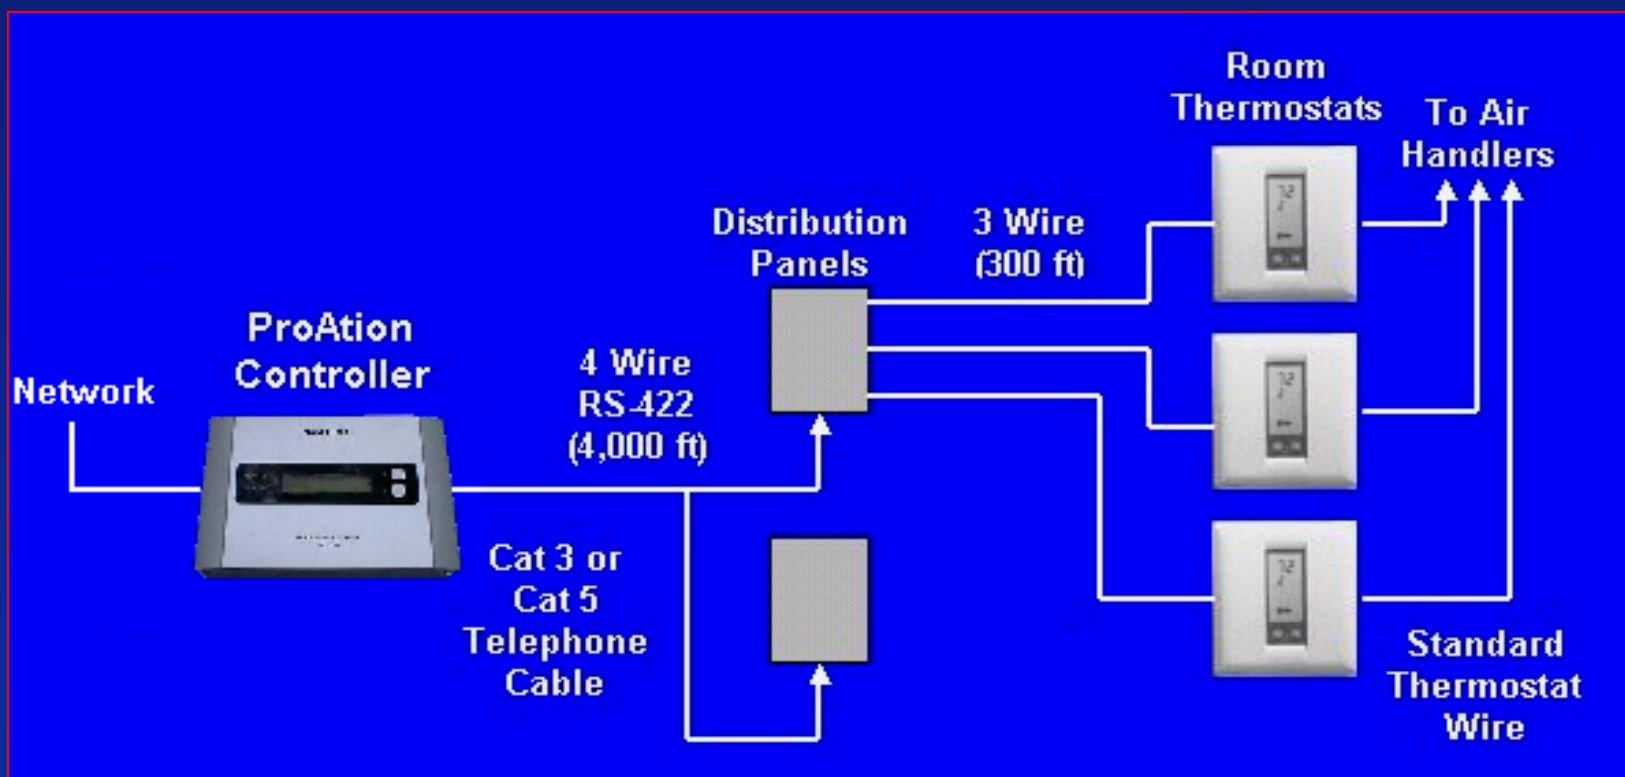 Room
Thermostats
To Air
Handlers
Distribution
Panels
3 Wire
(300 ft)
ProAtion
Controller
4 Wire
RS-422
(4,000 ft)
Network
Cat 3 or
Cat 5
Telephone
Cable
Standard
Thermostat
Wire